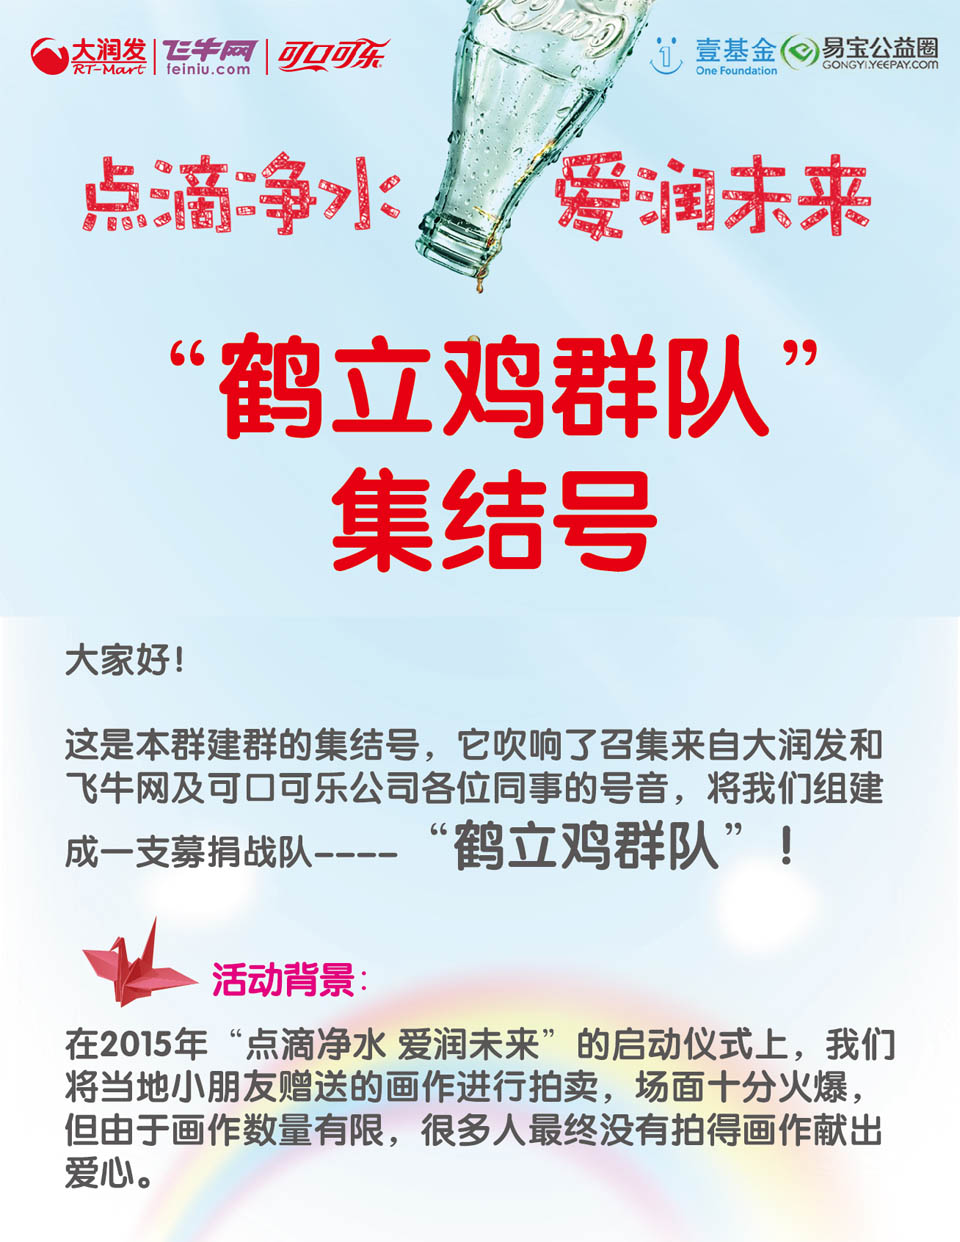 大润发 RT-Mart 飞牛网 feiniu.com 可口可乐 壹基金 One Foundation 易宝公益圈 GONGYI.YEEPAY.COM
点滴净水 爱润未来
“鹤立鸡群队”
集结号
大家好！
这是本群建群的集结号，它吹响了召集来自大润发和
飞牛网及可口可乐公司各位同事的号音，将我们组建
成一支募捐战队----“鹤立鸡群队”！
活动背景：
在2015年“点滴净水 爱润未来”的启动仪式上，我们
将当地小朋友赠送的画作进行拍卖，场面十分火爆，
但由于画作数量有限，很多人最终没有拍得画作献出
爱心。